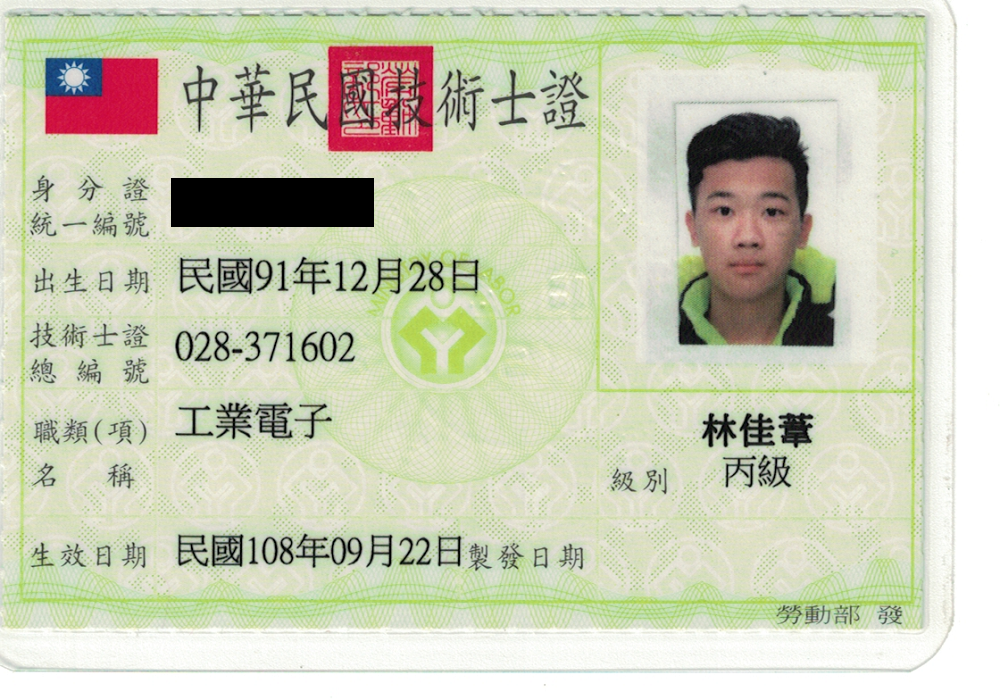 中華民國技術士證
身分證
統一編號
出生日期 民國91年12月28日
技術士證
總編號 028-371602
職類(項)
名稱 工業電子
林佳葦
級別 丙級
生效日期 民國108年09月22日 製發日期
勞動部 發